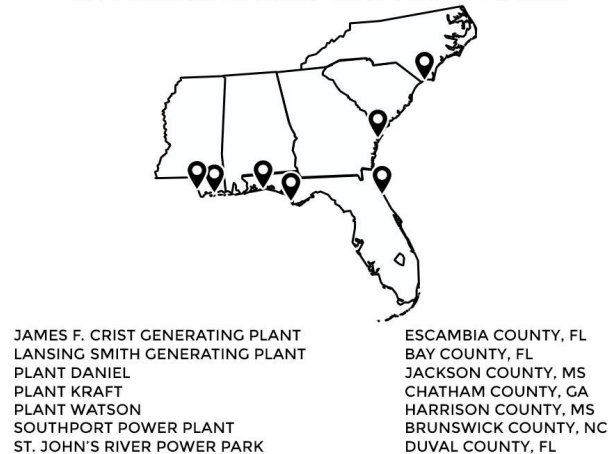 JAMES F. CRIST GENERATING PLANT ESCAMBIA COUNTY, FL
LANSING SMITH GENERATING PLANT BAY COUNTY, FL
PLANT DANIEL JACKSON COUNTY, MS
PLANT KRAFT CHATHAM COUNTY, GA
PLANT WATSON HARRISON COUNTY, MS
SOUTHPORT POWER PLANT BRUNSWICK COUNTY, NC
ST. JOHN'S RIVER POWER PARK DUVAL COUNTY, FL